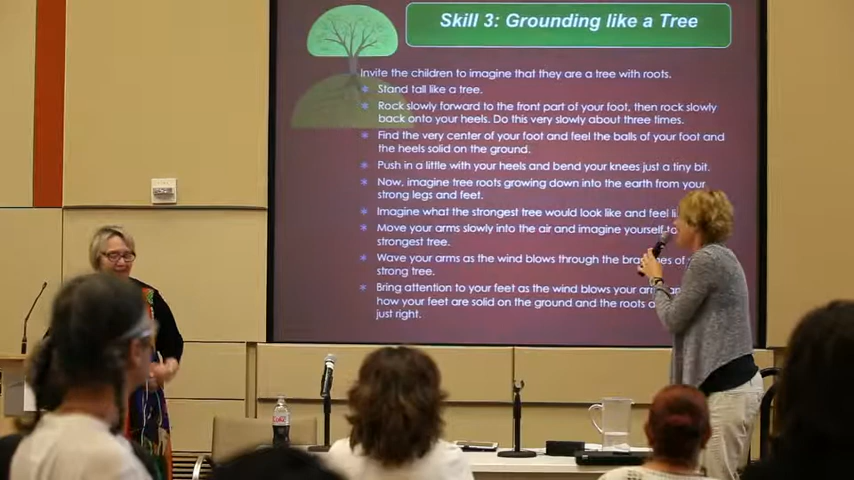 Skill 3: Grounding like a Tree
Invite the children to imagine that they are a tree with roots.
* Stand tall like a tree.
* Rock slowly forward to the front part of your foot, then rock slowly
back onto your heels. Do this very slowly about three times.
* Find the very center of your foot and feel the balls of your foot and
the heels solid on the ground.
* Push in a little with your heels and bend your knees just a tiny bit.
* Now, imagine tree roots growing down into the earth from your
strong legs and feet.
* Imagine what the strongest tree would look like and feel
* Move your arms slowly into the air and imagine yourself
strongest tree.
* Wave your arms as the wind blows through the of
strong tree.
* Bring attention to your feet as the wind blows your
how your feet are solid on the ground and the roots
just right.
Coke